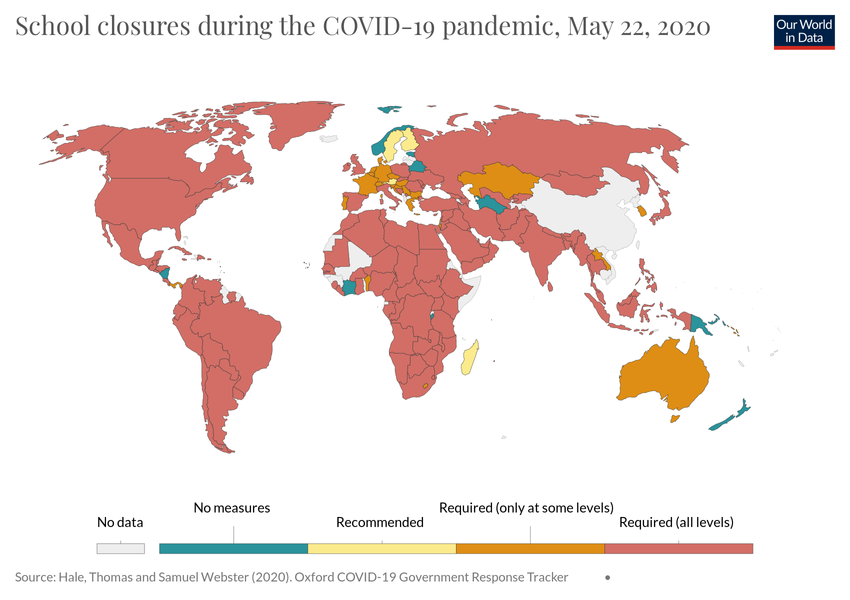 School closures during the COVID-19 pandemic, May 22, 2020
Our World
in Data
No data
No measures
Recommended
Required (only at some levels)
Required (all levels)
Source: Hale, Thomas and Samuel Webster (2020). Oxford COVID-19 Government Response Tracker •